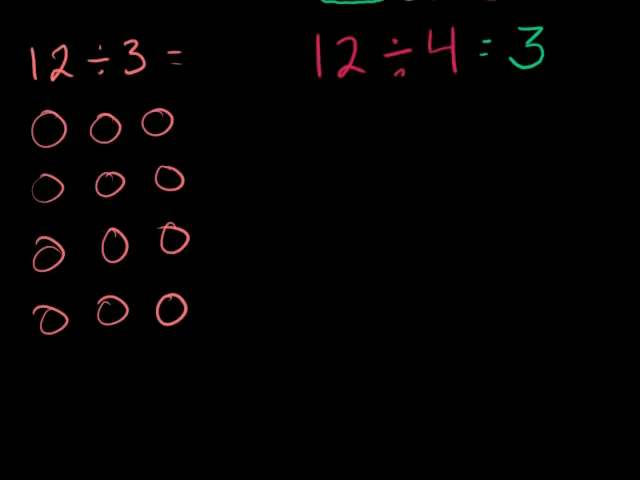 12 ÷ 3 =
12 ÷ 4 = 3